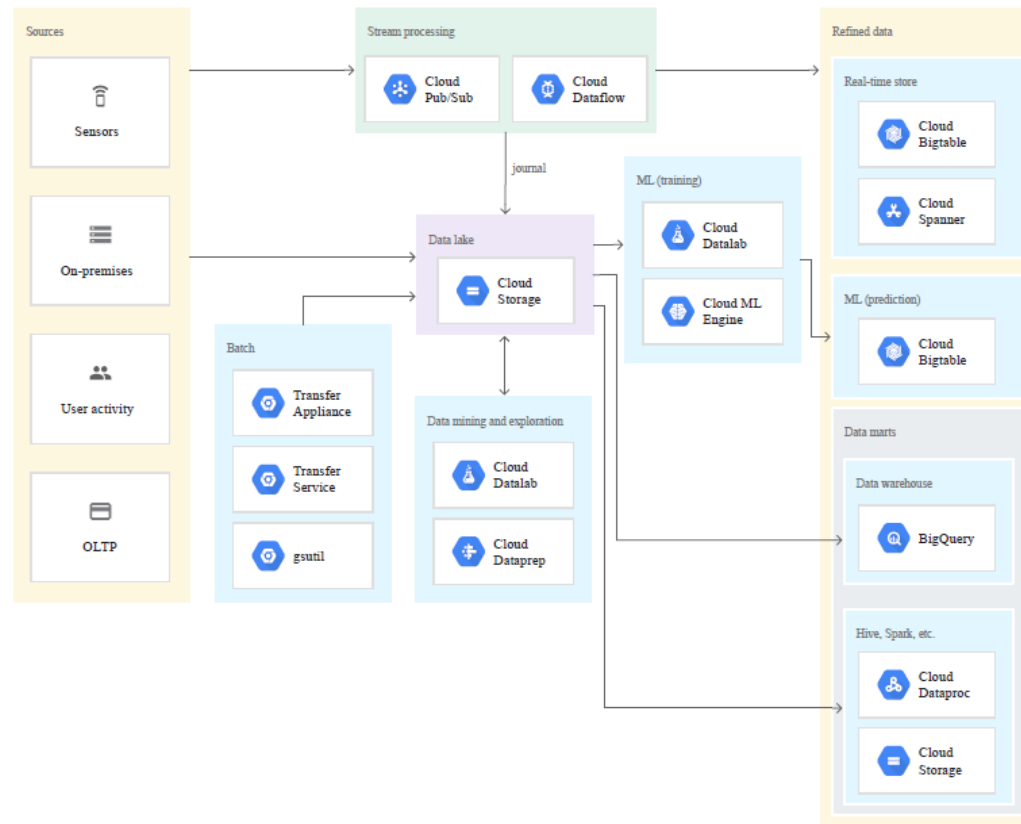 Sources
Sensors
On-premises
User activity
OLTP
Stream processing
Cloud
Pub/Sub
Cloud
Dataflow
journal
Data lake
Cloud
Storage
Batch
Transfer
Appliance
Transfer
Service
gsutil
Data mining and exploration
Cloud
Datalab
Cloud
Dataprep
ML (training)
Cloud
Datalab
Cloud ML
Engine
Refined data
Real-time store
Cloud
Bigtable
Cloud
Spanner
ML (prediction)
Cloud
Bigtable
Data marts
Data warehouse
BigQuery
Hive, Spark, etc.
Cloud
Dataproc
Cloud
Storage